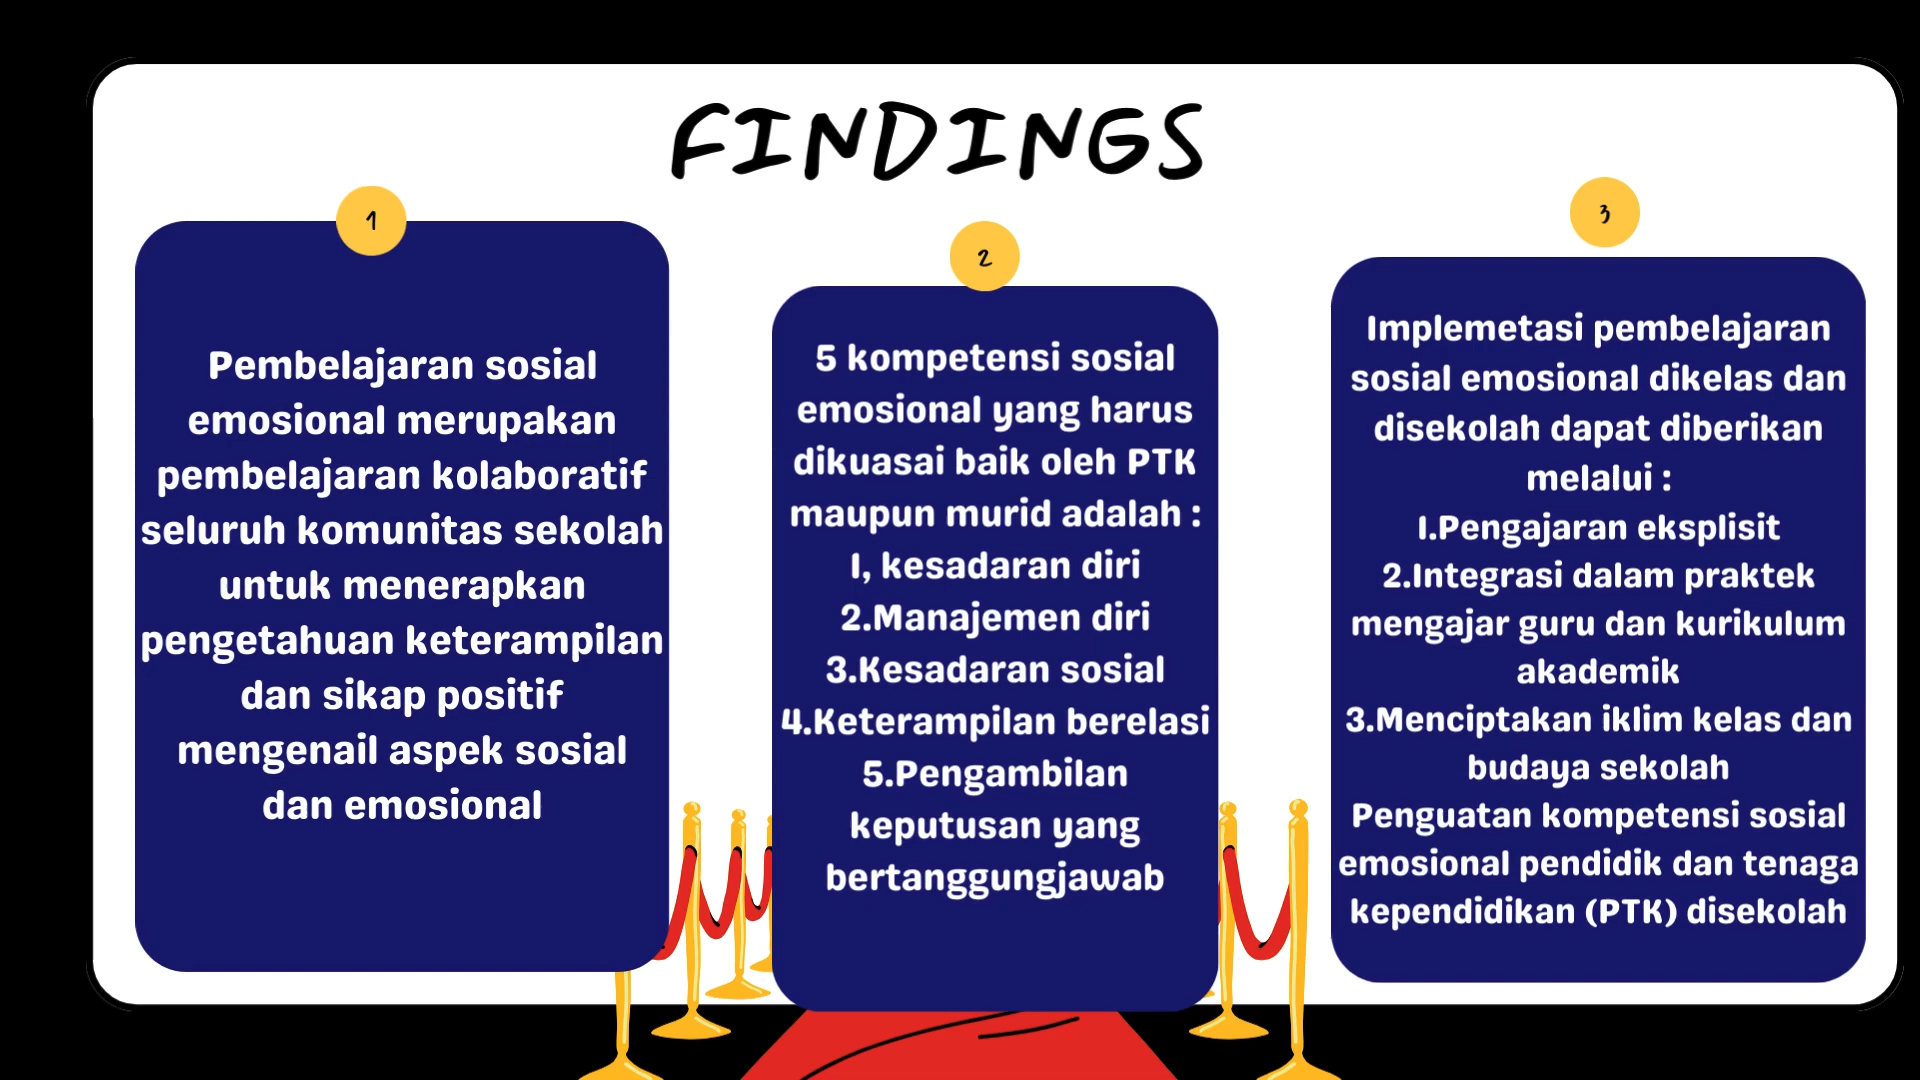 FINDINGS
1
Pembelajaran sosial
emosional merupakan
pembelajaran kolaboratif
seluruh komunitas sekolah
untuk menerapkan
pengetahuan keterampilan
dan sikap positif
mengenail aspek sosial
dan emosional
2
5 kompetensi sosial
emosional yang harus
dikuasai baik oleh PTK
maupun murid adalah :
1, kesadaran diri
2.Manajemen diri
3.Kesadaran sosial
4.Keterampilan berelasi
5.Pengambilan
keputusan yang
bertanggungjawab
3
Implemetasi pembelajaran
sosial emosional dikelas dan
disekolah dapat diberikan
melalui :
1.Pengajaran eksplisit
2.Integrasi dalam praktek
mengajar guru dan kurikulum
akademik
3.Menciptakan iklim kelas dan
budaya sekolah
Penguatan kompetensi sosial
emosional pendidik dan tenaga
kependidikan (PTK) disekolah